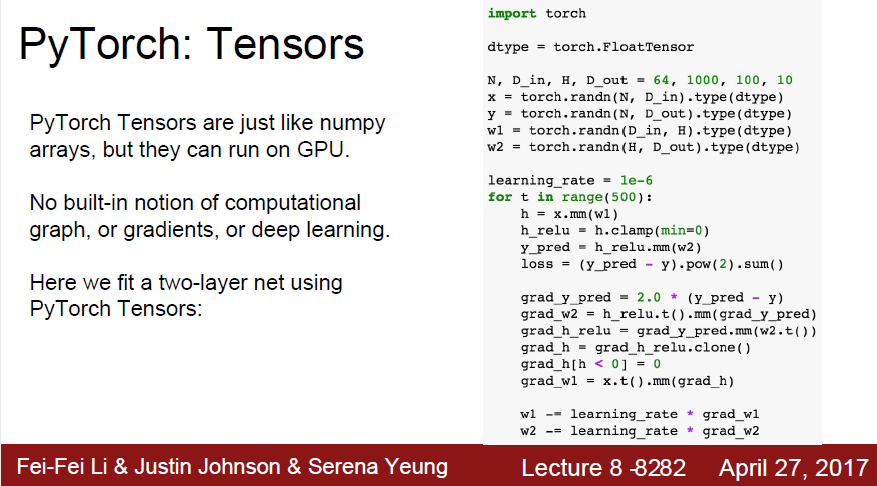 PyTorch: Tensors
PyTorch Tensors are just like numpy
arrays, but they can run on GPU.
No built-in notion of computational
graph, or gradients, or deep learning.
Here we fit a two-layer net using
PyTorch Tensors:
import torch
dtype = torch.FloatTensor
N, D_in, H, D_out = 64, 1000, 100, 10
x = torch.randn(N, D_in).type(dtype)
y = torch.randn(N, D_out).type(dtype)
w1 = torch.randn(D_in, H).type(dtype)
w2 = torch.randn(H, D_out).type(dtype)
learning_rate = 1e-6
for t in range(500):
    h = x.mm(w1)
    h_relu = h.clamp(min=0)
    y_pred = h_relu.mm(w2)
    loss = (y_pred - y).pow(2).sum()
    grad_y_pred = 2.0 * (y_pred - y)
    grad_w2 = h_relu.t().mm(grad_y_pred)
    grad_h_relu = grad_y_pred.mm(w2.t())
    grad_h = grad_h_relu.clone()
    grad_h[h < 0] = 0
    grad_w1 = x.t().mm(grad_h)
    w1 -= learning_rate * grad_w1
    w2 -= learning_rate * grad_w2
Fei-Fei Li & Justin Johnson & Serena Yeung
Lecture 8 -8282
April 27, 2017